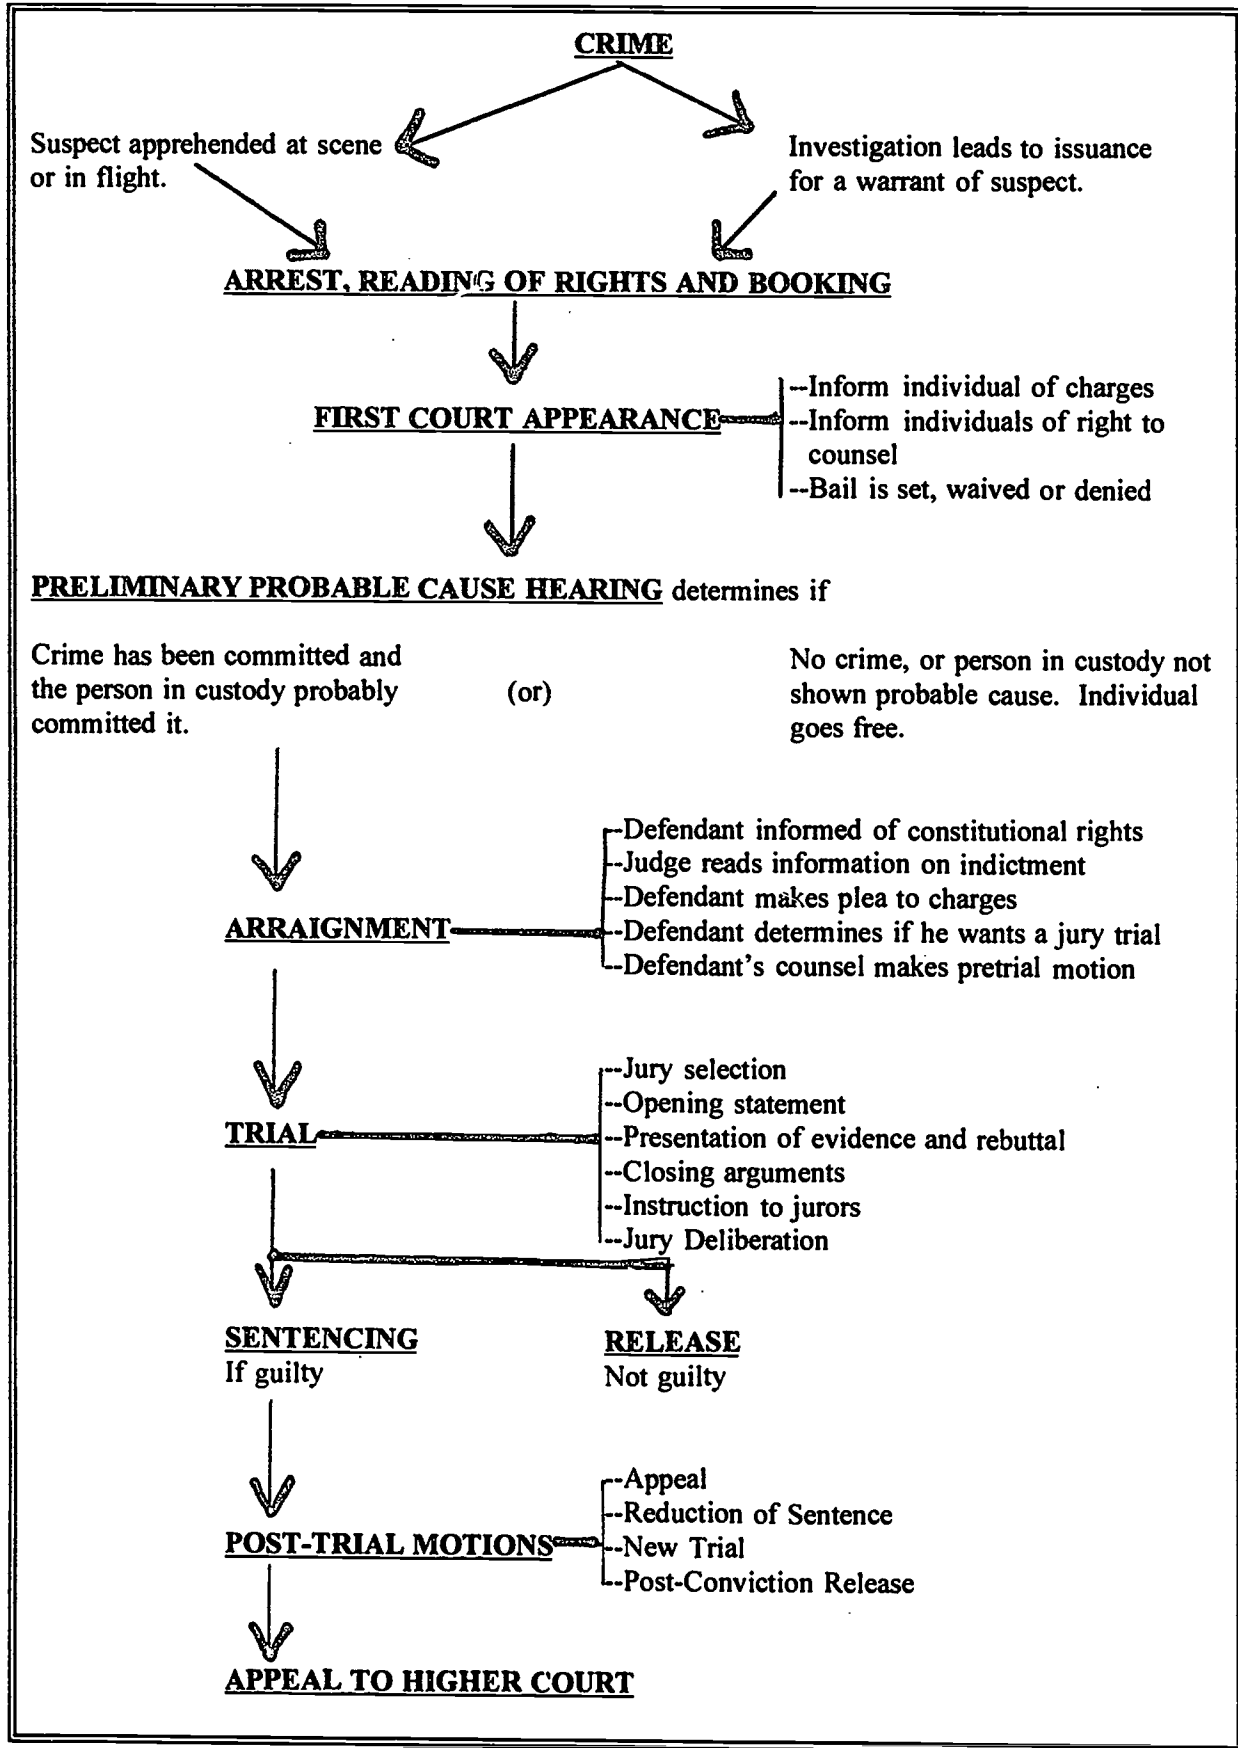 CRIME
Suspect apprehended at scene
or in flight.
Investigation leads to issuance
for a warrant of suspect.
ARREST, READING OF RIGHTS AND BOOKING
FIRST COURT APPEARANCE
--Inform individual of charges
--Inform individuals of right to
counsel
--Bail is set, waived or denied
PRELIMINARY PROBABLE CAUSE HEARING determines if
Crime has been committed and
the person in custody probably
committed it.
(or)
No crime, or person in custody not
shown probable cause. Individual
goes free.
ARRAIGNMENT
--Defendant informed of constitutional rights
--Judge reads information on indictment
--Defendant makes plea to charges
--Defendant determines if he wants a jury trial
--Defendant's counsel makes pretrial motion
TRIAL
--Jury selection
--Opening statement
--Presentation of evidence and rebuttal
--Closing arguments
--Instruction to jurors
--Jury Deliberation
SENTENCING
If guilty
RELEASE
Not guilty
POST-TRIAL MOTIONS
--Appeal
--Reduction of Sentence
--New Trial
--Post-Conviction Release
APPEAL TO HIGHER COURT